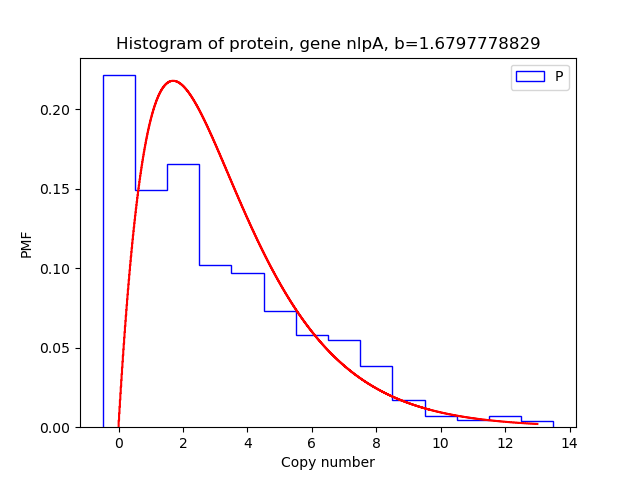 Histogram of protein, gene nlpA, b=1.6797778829
P
0.20
0.15
0.10
0.05
0.00
PMF
0 2 4 6 8 10 12 14
Copy number